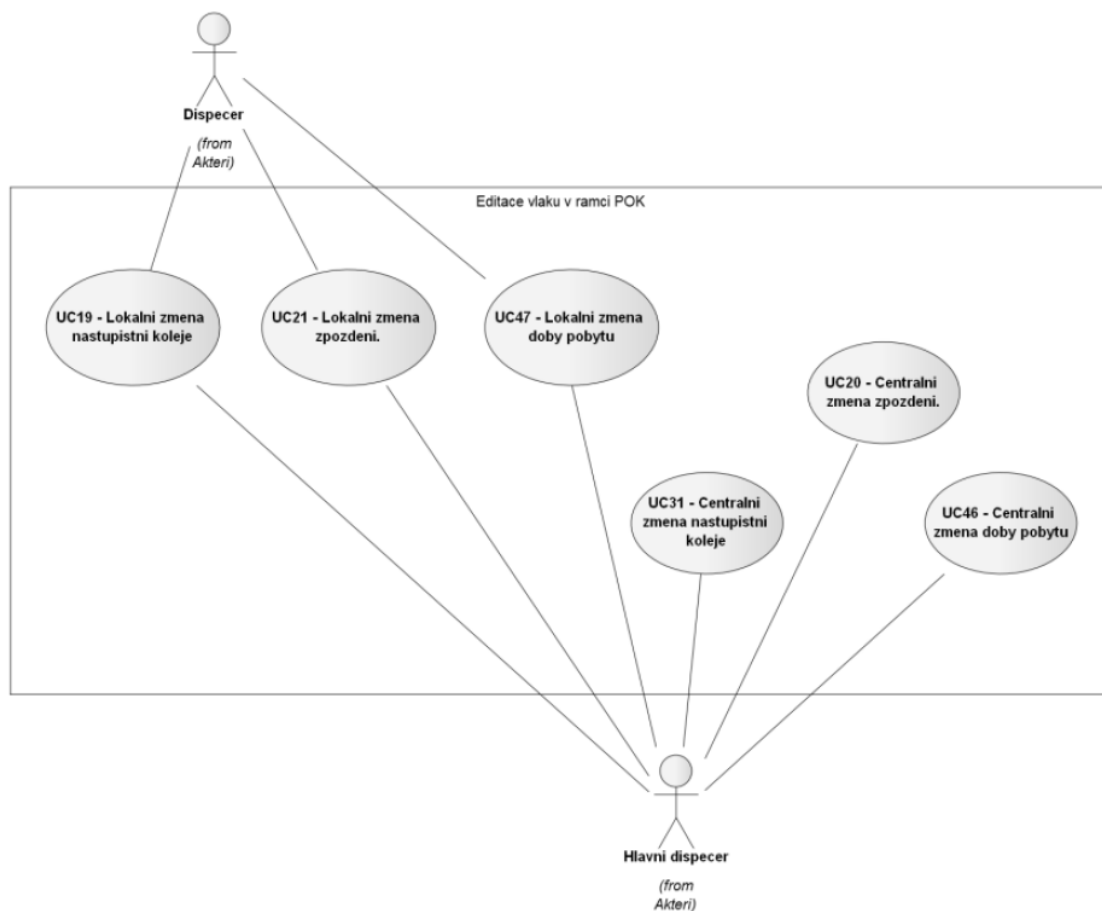 Dispecer
(from
Akteri)
Editace vlaku v ramci POK
UC19 - Lokalni zmena
nastupistni koleje
UC21 - Lokalni zmena
zpozdeni.
UC47 - Lokalni zmena
doby pobytu
UC20 - Centralni
zmena zpozdeni.
UC31 - Centralni
zmena nastupistni
koleje
UC46 - Centralni
zmena doby pobytu
Hlavni dispecer
(from
Akteri)